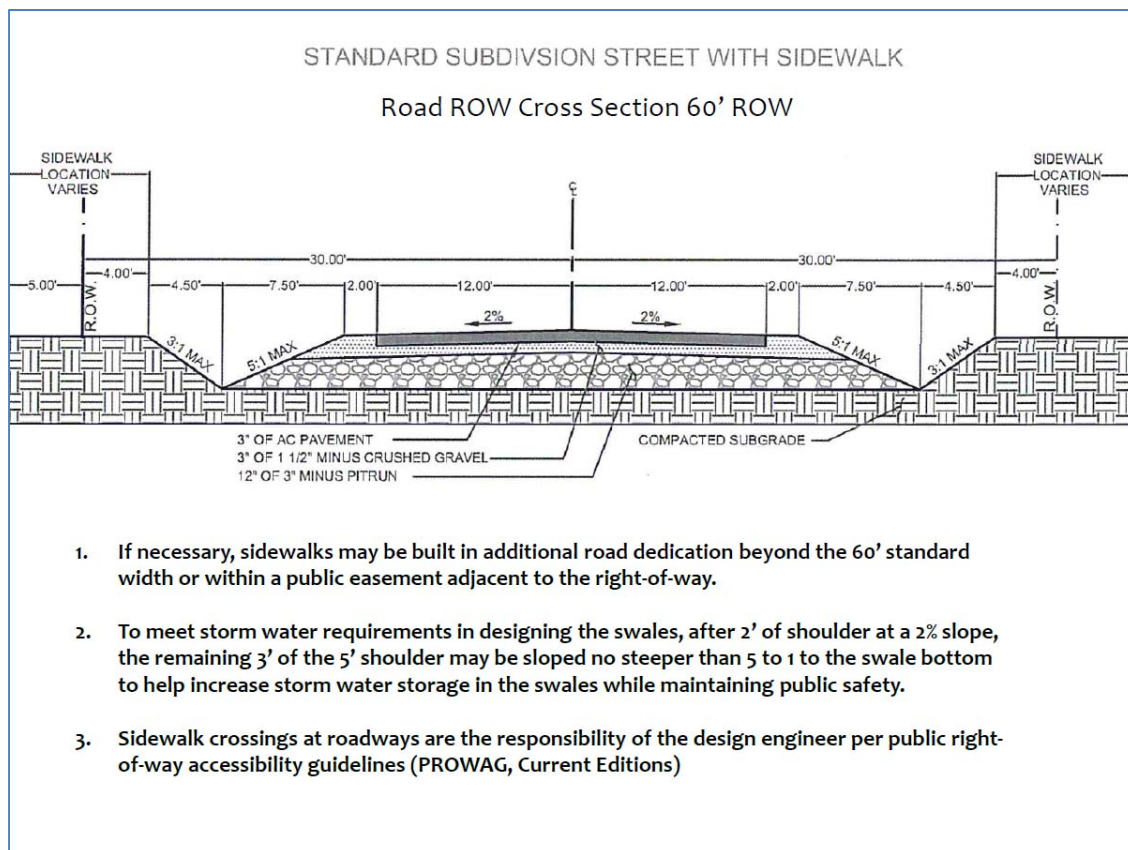 STANDARD SUBDIVSION STREET WITH SIDEWALK
Road ROW Cross Section 60' ROW
SIDEWALK
LOCATION
VARIES
SIDEWALK
LOCATION
VARIES
℄
30.00'
30.00'
4.00'
4.00'
5.00'
R.O.W.
4.50'
7.50'
2.00'
12.00'
12.00'
2.00'
7.50'
4.50'
R.O.W.
2%
2%
3:1 MAX
5:1 MAX
5:1 MAX
3:1 MAX
3" OF AC PAVEMENT
3" OF 1 1/2" MINUS CRUSHED GRAVEL
12" OF 3" MINUS PITRUN
COMPACTED SUBGRADE
1. If necessary, sidewalks may be built in additional road dedication beyond the 60' standard
width or within a public easement adjacent to the right-of-way.
2. To meet storm water requirements in designing the swales, after 2' of shoulder at a 2% slope,
the remaining 3' of the 5' shoulder may be sloped no steeper than 5 to 1 to the swale bottom
to help increase storm water storage in the swales while maintaining public safety.
3. Sidewalk crossings at roadways are the responsibility of the design engineer per public right-
of-way accessibility guidelines (PROWAG, Current Editions)